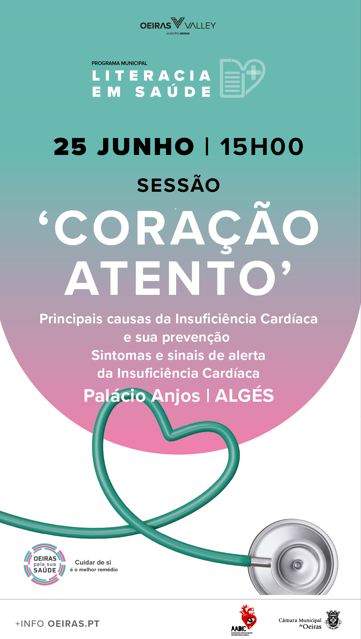 OEIRAS VALLEY
PROGRAMA MUNICIPAL
LITERACIA
EM SAÚDE
25 JUNHO | 15H00
SESSÃO
‘CORAÇÃO
ATENTO’
Principais causas da Insuficiência Cardíaca
e sua prevenção
Sintomas e sinais de alerta
da Insuficiência Cardíaca
Palácio Anjos | ALGÉS
OEIRAS
pela sua
SAÚDE
Cuidar de si
é o melhor remédio
+INFO OEIRAS.PT
AADIC
Câmara Municipal
de Oeiras